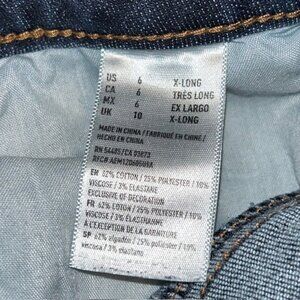 US 6 X-LONG
CA 6 TRÈS LONG
MX 6 EX LARGO
UK 10 X-LONG
MADE IN CHINA / FABRIQUÉ EN CHINE /
HECHO EN CHINA
RN 54485/CA 03873
EN 62% COTTON / 25% POLYESTER / 10%
VISCOSE / 3% ELASTANE
EXCLUSIVE OF DECORATION
FR 62% COTON / 25% POLYESTER / 10%
VISCOSE / 3% ÉLASTHANNE
À L'EXCEPTION DE LA GARNITURE
SP 62% algodón / 25% poliéster / 10%
viscosa / 3% elastano